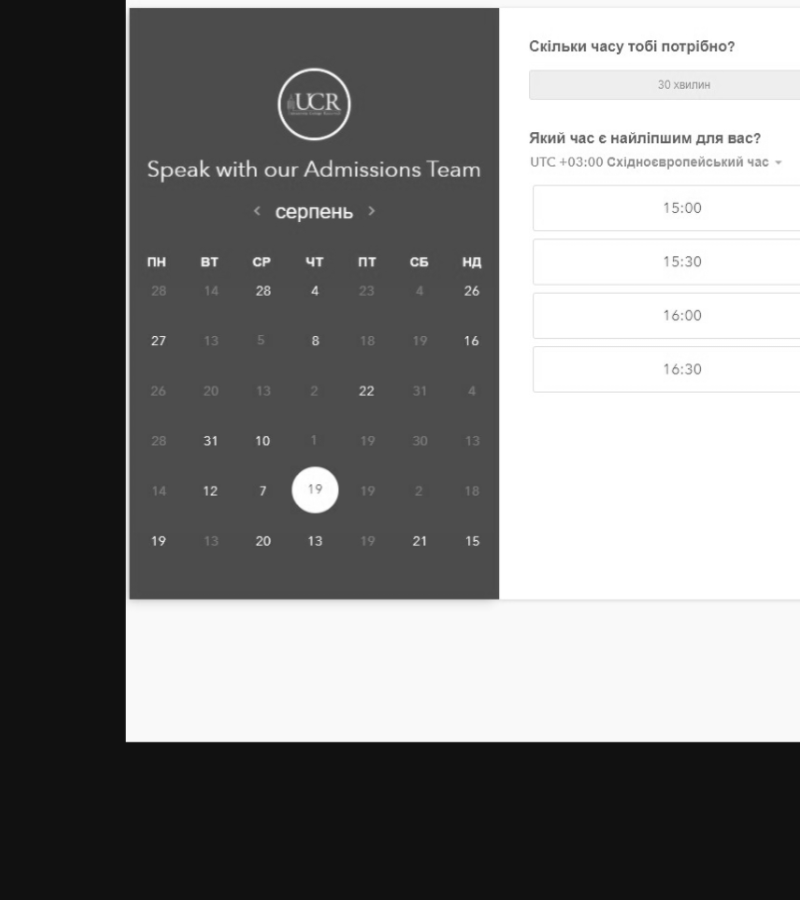 UCR
Speak with our Admissions Team
серпень
ПН ВТ СР ЧТ ПТ СБ НД
28 14 28 4 23 4 26
27 13 5 8 18 19 16
26 20 13 2 22 31 4
28 31 10 1 19 30 13
14 12 7 19 19 2 18
19 13 20 13 19 21 15
Скільки часу тобі потрібно?
30 хвилин
Який час є найліпшим для вас?
UTC +03:00 Східноєвропейський час
15:00
15:30
16:00
16:30